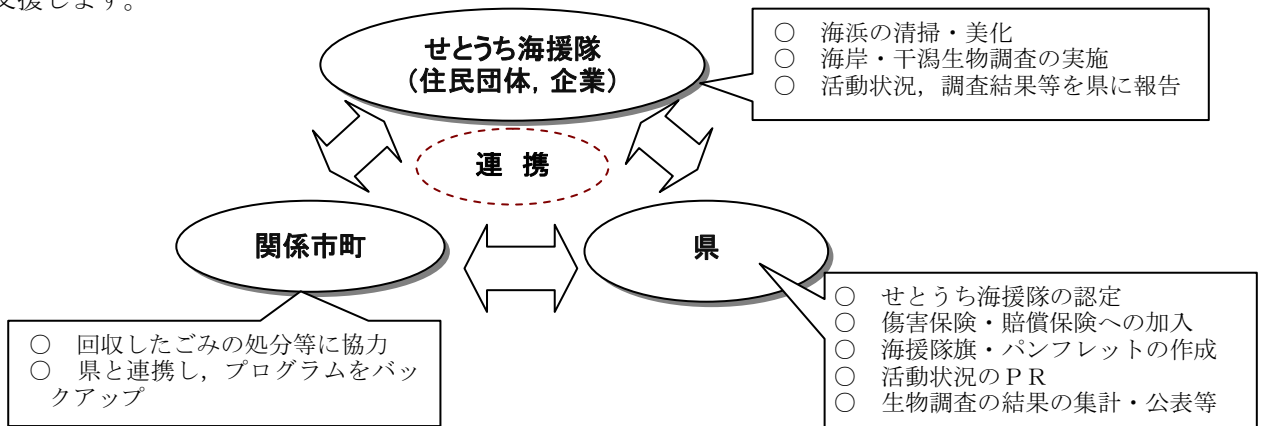 支援します。
せとうち海援隊
(住民団体，企業)
○　海浜の清掃・美化
○　海岸・干潟生物調査の実施
○　活動状況，調査結果等を県に報告
連 携
関係市町
県
○　回収したごみの処分等に協力
○　県と連携し，プログラムをバッ
クアップ
○　せとうち海援隊の認定
○　傷害保険・賠償保険への加入
○　海援隊旗・パンフレットの作成
○　活動状況のＰＲ
○　生物調査の結果の集計・公表等